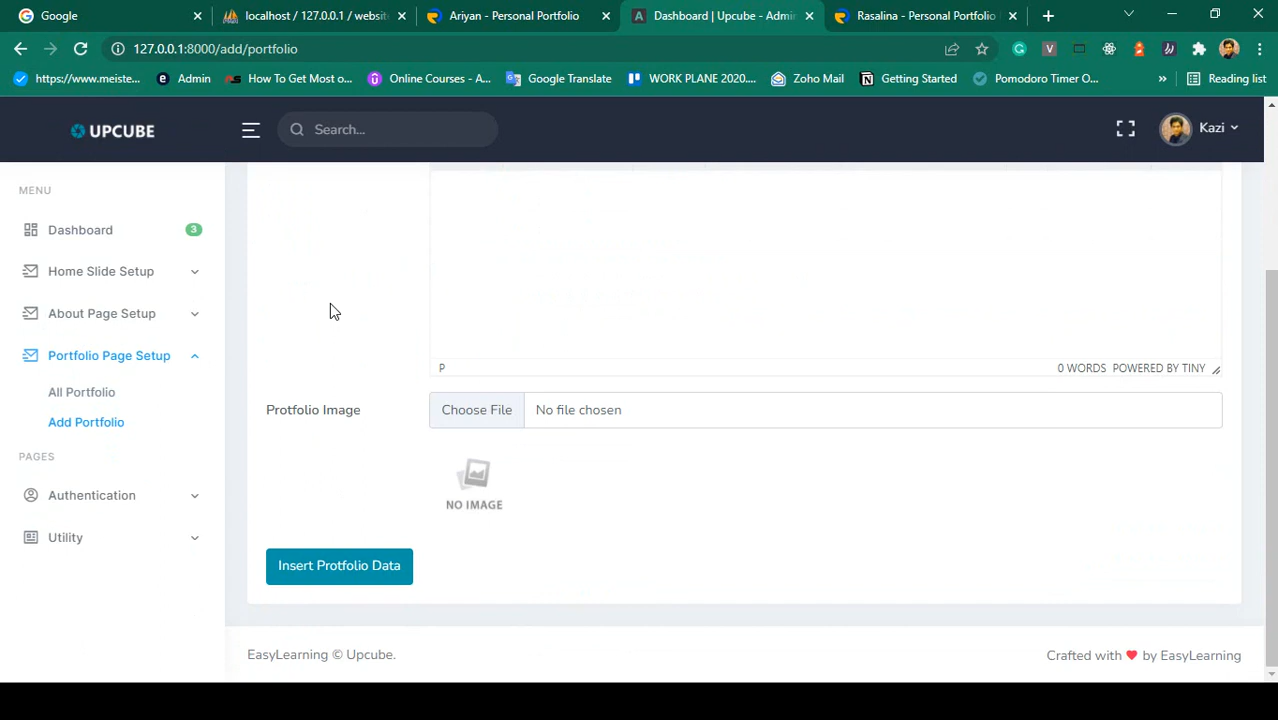 Google
localhost / 127.0.0.1 / website
Ariyan - Personal Portfolio
Dashboard | Upcube - Admi
Rasalina - Personal Portfolio
127.0.0.1:8000/add/portfolio
https://www.meiste...
Admin
How To Get Most o...
Online Courses - A...
Google Translate
WORK PLANE 2020....
Zoho Mail
Getting Started
Pomodoro Timer O...
»
Reading list
UPCUBE
Search...
Kazi
MENU
Dashboard
3
Home Slide Setup
About Page Setup
Portfolio Page Setup
All Portfolio
Add Portfolio
PAGES
Authentication
Utility
P
0 WORDS POWERED BY TINY
Protfolio Image
Choose File
No file chosen
NO IMAGE
Insert Protfolio Data
EasyLearning © Upcube.
Crafted with ❤ by EasyLearning